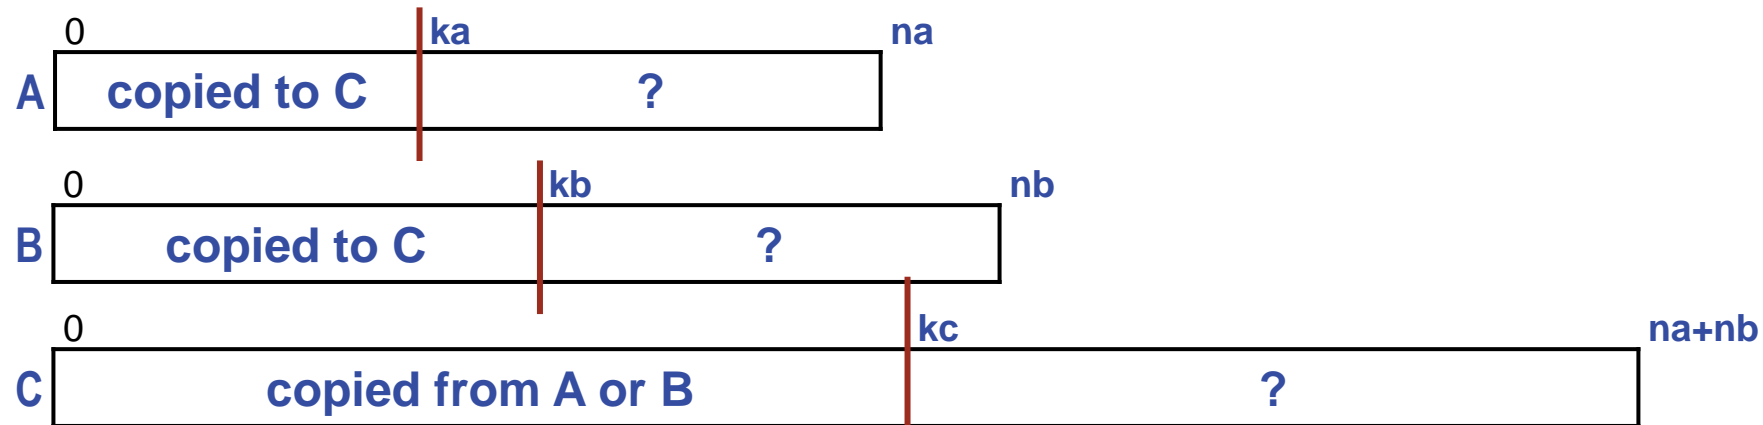 0 ka na
A copied to C ?
0 kb nb
B copied to C ?
0 kc na+nb
C copied from A or B ?